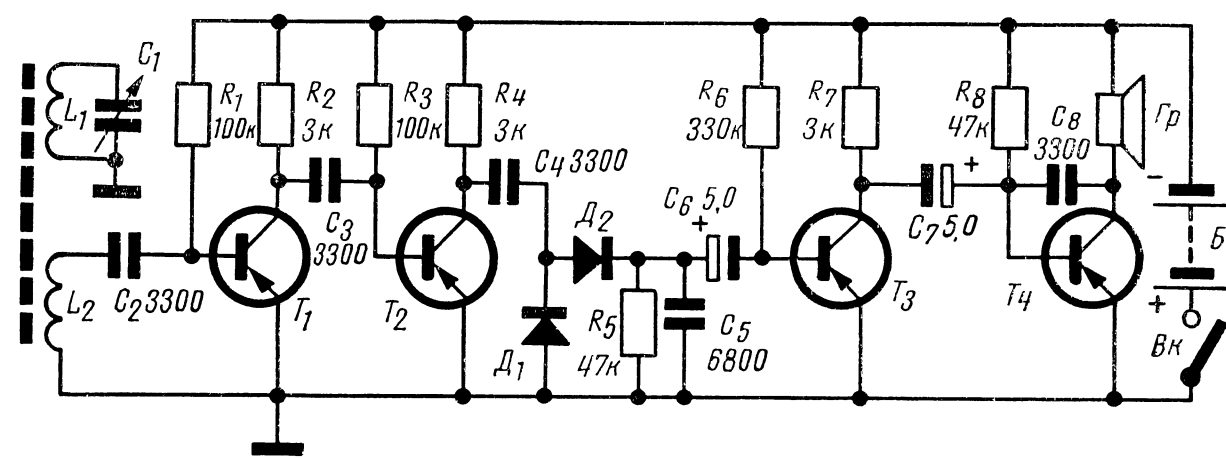 C1
L1
R1
100к
R2
3к
R3
100к
R4
3к
R6
330к
R7
3к
R8
47к
C8
3300
Гр
C3
3300
C4 3300
Д2
C6 5,0
+
C7 5,0
+
−
Б
+
Вк
L2
C2 3300
T1
T2
Д1
R5
47к
C5
6800
T3
T4